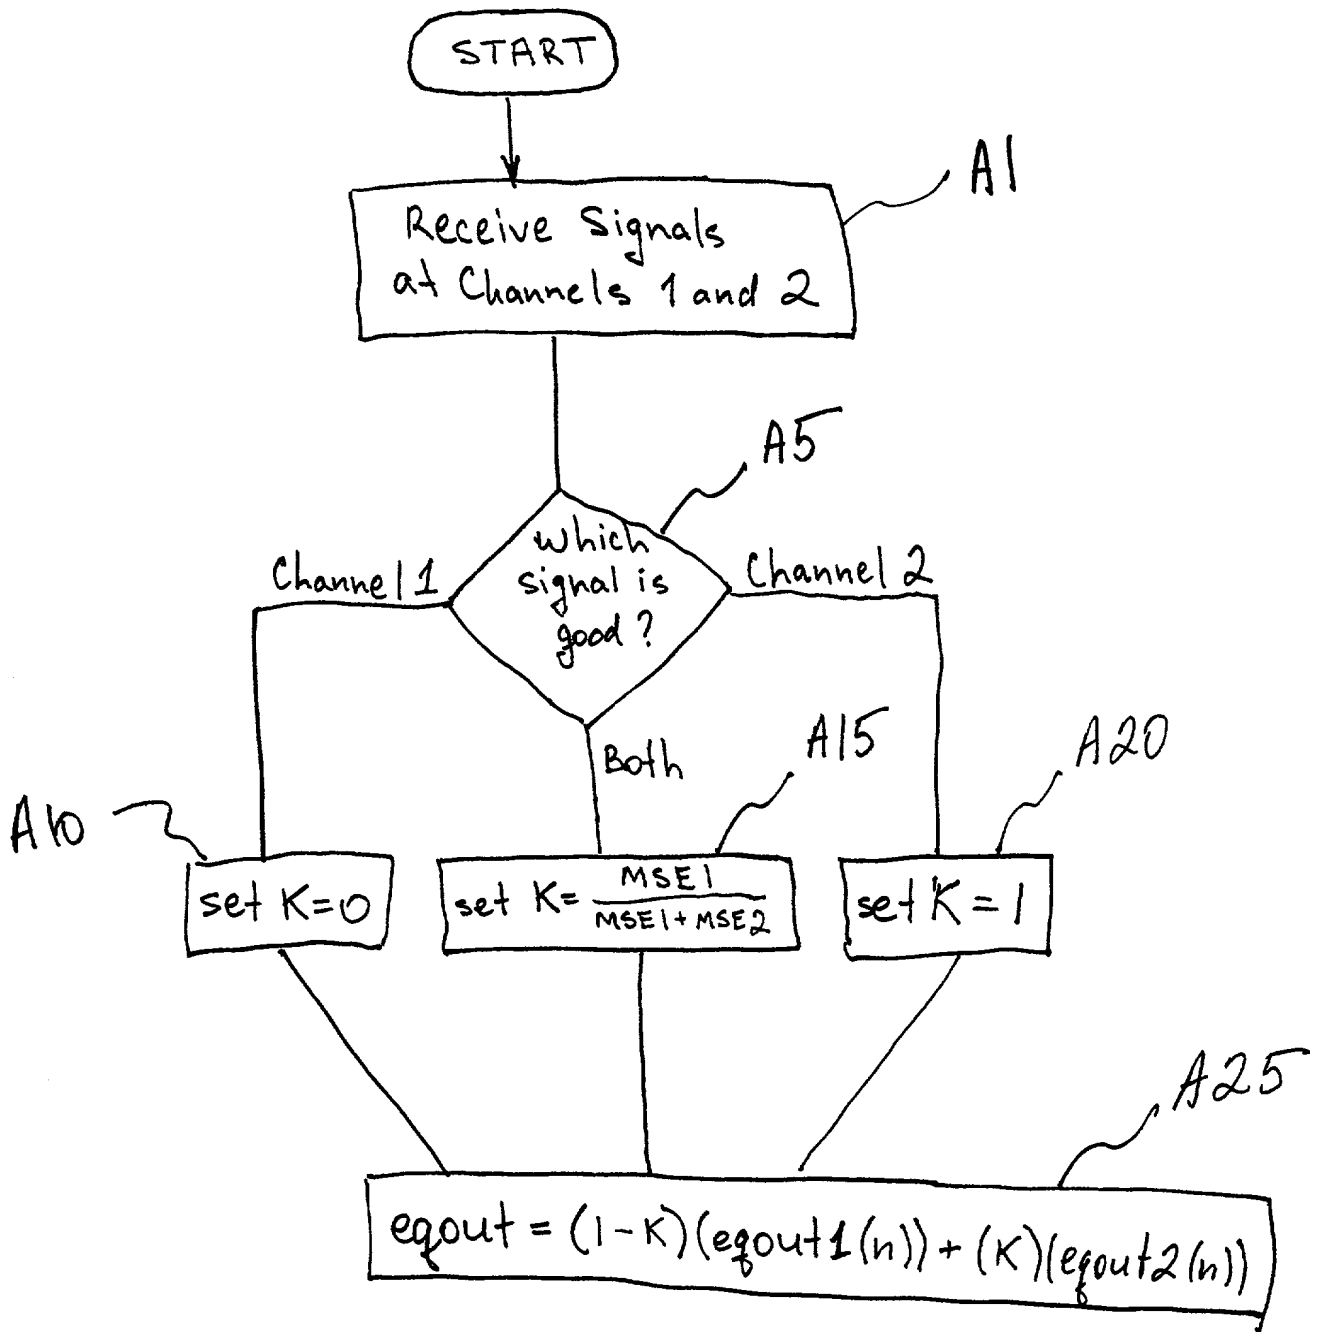 START
A1
Receive Signals
at Channels 1 and 2
A5
which
signal is
good?
Channel 1
Channel 2
Both
A10
A15
A20
set K=0
set K= MSE1
MSE1+MSE2
set K=1
A25
eqout = (1-K)(eqout1(n)) + (K)(eqout2(n))